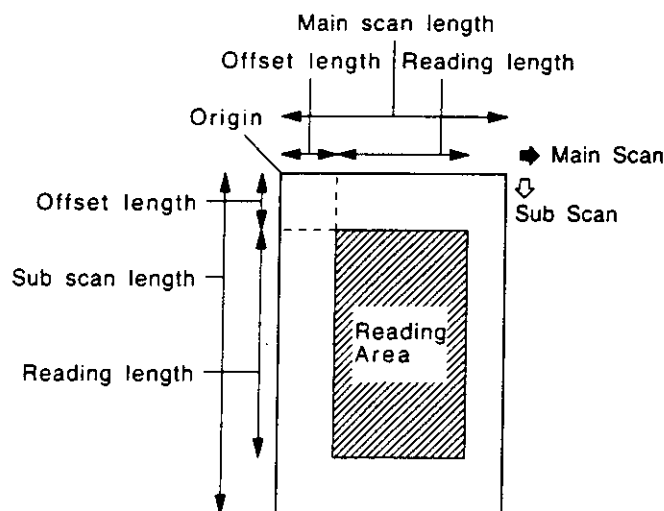 Main scan length
Offset length Reading length
Origin
Main Scan
Sub Scan
Offset length
Sub scan length
Reading length
Reading
Area